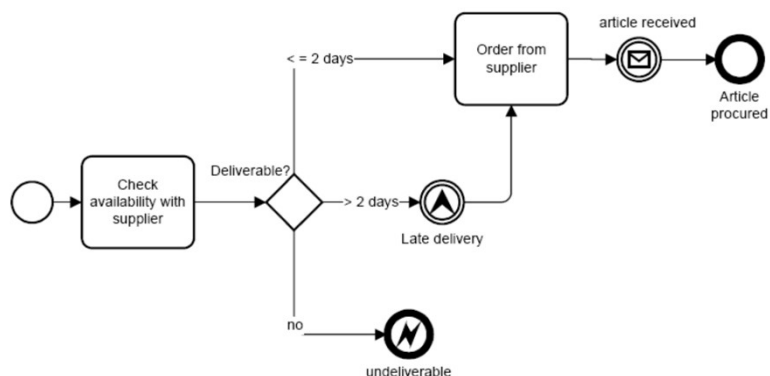 article received
< = 2 days
Order from
supplier
Article
procured
Deliverable?
Check
availability with
supplier
> 2 days
Late delivery
no
undeliverable